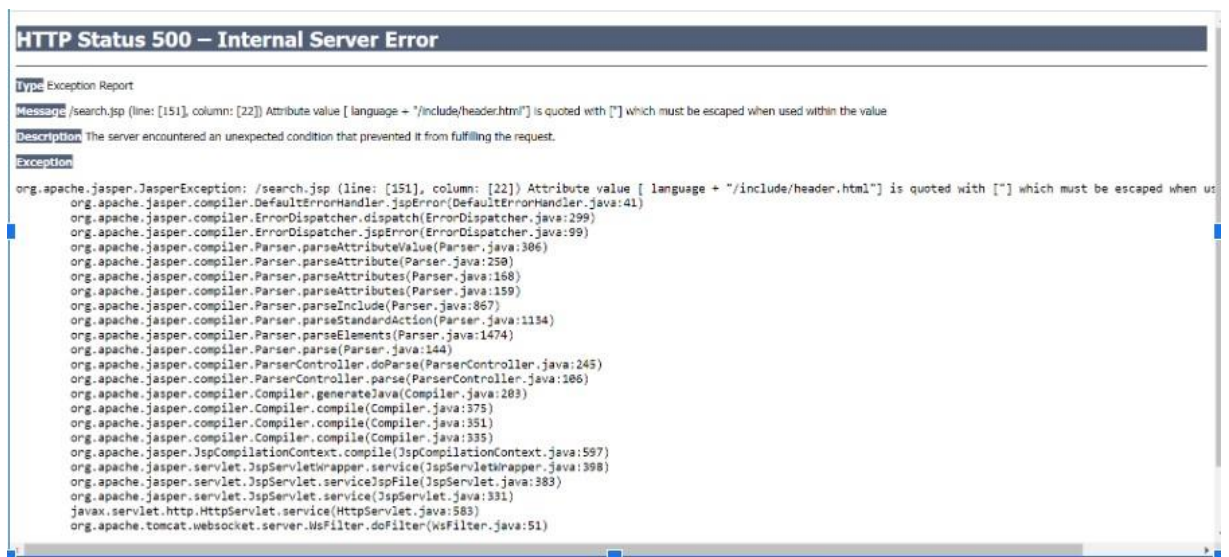 HTTP Status 500 – Internal Server Error
Type Exception Report
Message /search.jsp (line: [151], column: [22]) Attribute value [ language + "/include/header.html"] is quoted with ["] which must be escaped when used within the value
Description The server encountered an unexpected condition that prevented it from fulfilling the request.
Exception
org.apache.jasper.JasperException: /search.jsp (line: [151], column: [22]) Attribute value [ language + "/include/header.html"] is quoted with ["] which must be escaped when us
org.apache.jasper.compiler.DefaultErrorHandler.jspError(DefaultErrorHandler.java:41)
org.apache.jasper.compiler.ErrorDispatcher.dispatch(ErrorDispatcher.java:299)
org.apache.jasper.compiler.ErrorDispatcher.jspError(ErrorDispatcher.java:99)
org.apache.jasper.compiler.Parser.parseAttributeValue(Parser.java:306)
org.apache.jasper.compiler.Parser.parseAttribute(Parser.java:250)
org.apache.jasper.compiler.Parser.parseAttributes(Parser.java:168)
org.apache.jasper.compiler.Parser.parseAttributes(Parser.java:159)
org.apache.jasper.compiler.Parser.parseInclude(Parser.java:867)
org.apache.jasper.compiler.Parser.parseStandardAction(Parser.java:1134)
org.apache.jasper.compiler.Parser.parseElements(Parser.java:1474)
org.apache.jasper.compiler.Parser.parse(Parser.java:144)
org.apache.jasper.compiler.ParserController.doParse(ParserController.java:245)
org.apache.jasper.compiler.ParserController.parse(ParserController.java:106)
org.apache.jasper.compiler.Compiler.generateJava(Compiler.java:203)
org.apache.jasper.compiler.Compiler.compile(Compiler.java:375)
org.apache.jasper.compiler.Compiler.compile(Compiler.java:351)
org.apache.jasper.compiler.Compiler.compile(Compiler.java:335)
org.apache.jasper.JspCompilationContext.compile(JspCompilationContext.java:597)
org.apache.jasper.servlet.JspServletWrapper.service(JspServletWrapper.java:398)
org.apache.jasper.servlet.JspServlet.serviceJspFile(JspServlet.java:383)
org.apache.jasper.servlet.JspServlet.service(JspServlet.java:331)
javax.servlet.http.HttpServlet.service(HttpServlet.java:583)
org.apache.tomcat.websocket.server.WsFilter.doFilter(WsFilter.java:51)